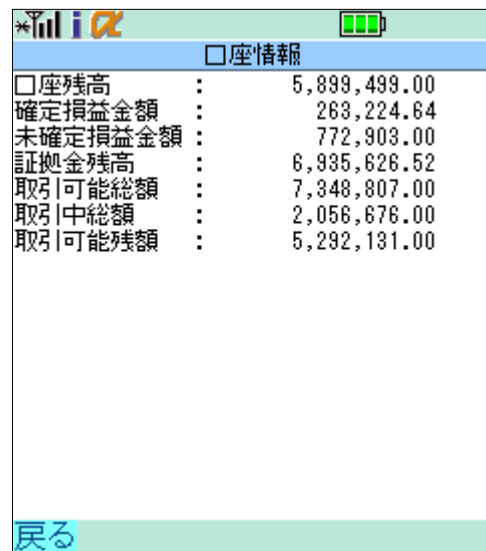 i α
口座情報
口座残高 : 5,899,499.00
確定損益金額 : 263,224.64
未確定損益金額 : 772,903.00
証拠金残高 : 6,935,626.52
取引可能総額 : 7,348,807.00
取引中総額 : 2,056,676.00
取引可能残額 : 5,292,131.00
戻る